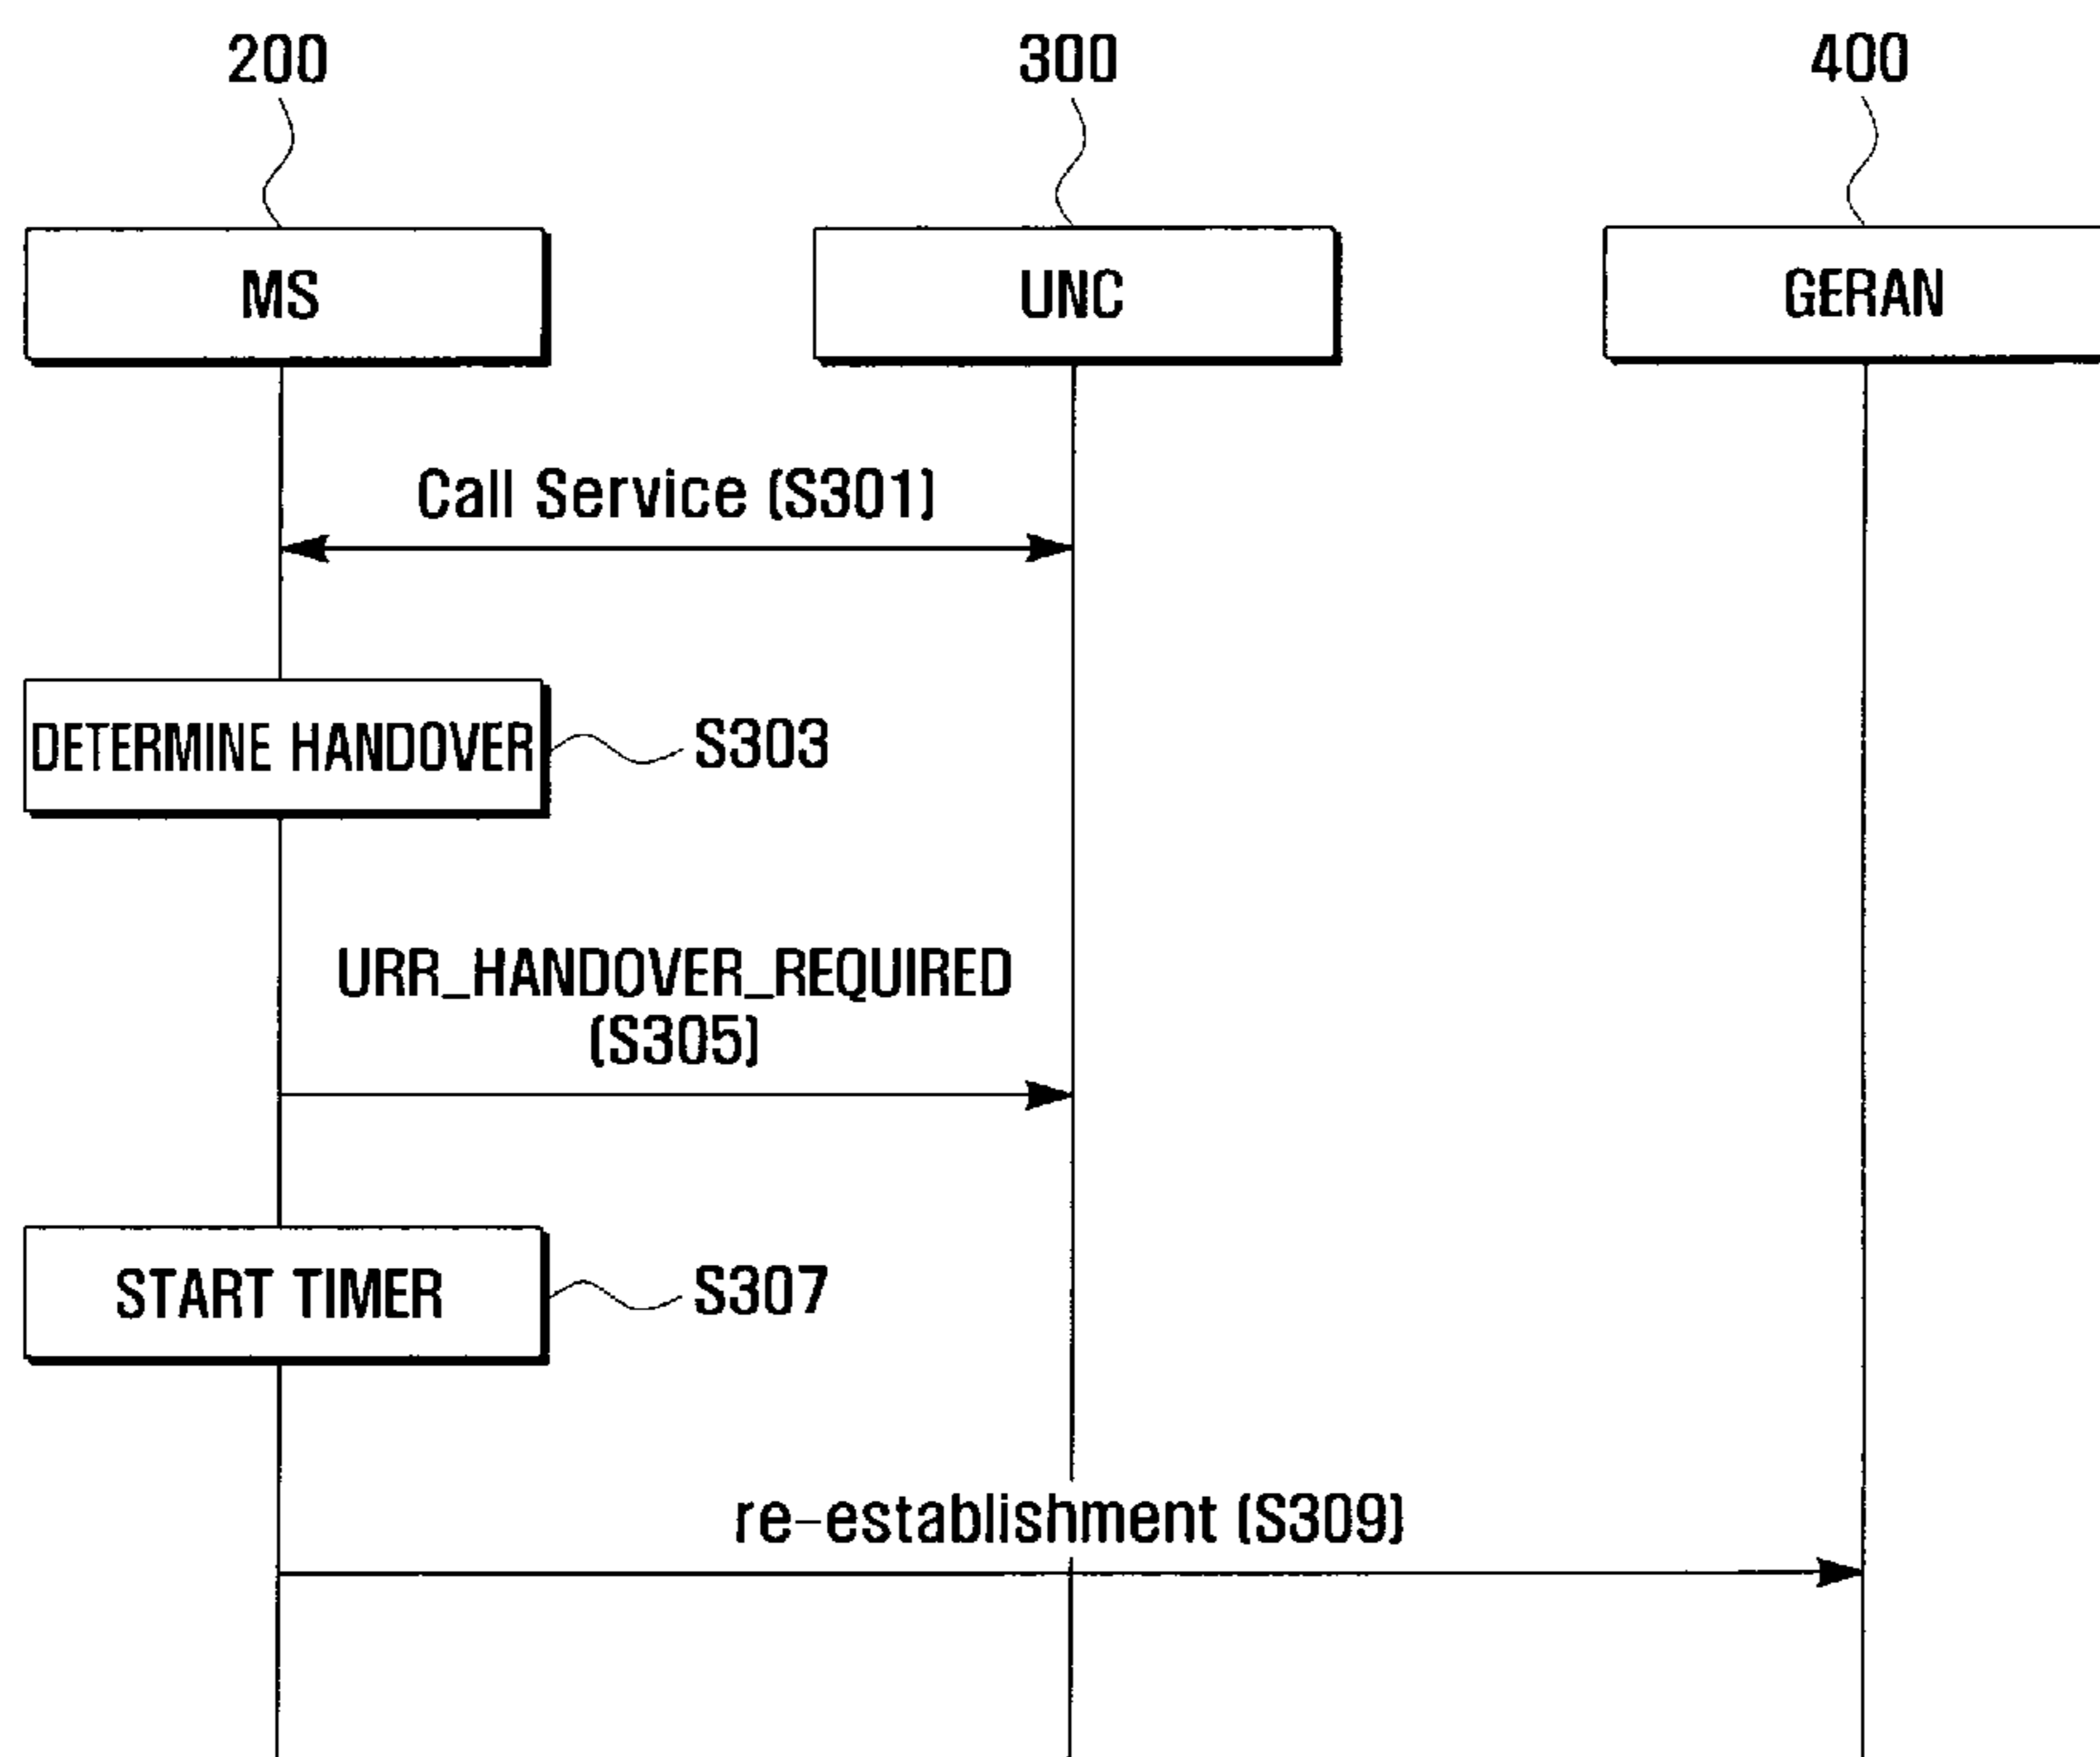 200 300 400
MS UNC GERAN
Call Service (S301)
DETERMINE HANDOVER S303
URR_HANDOVER_REQUIRED
(S305)
START TIMER S307
re-establishment (S309)